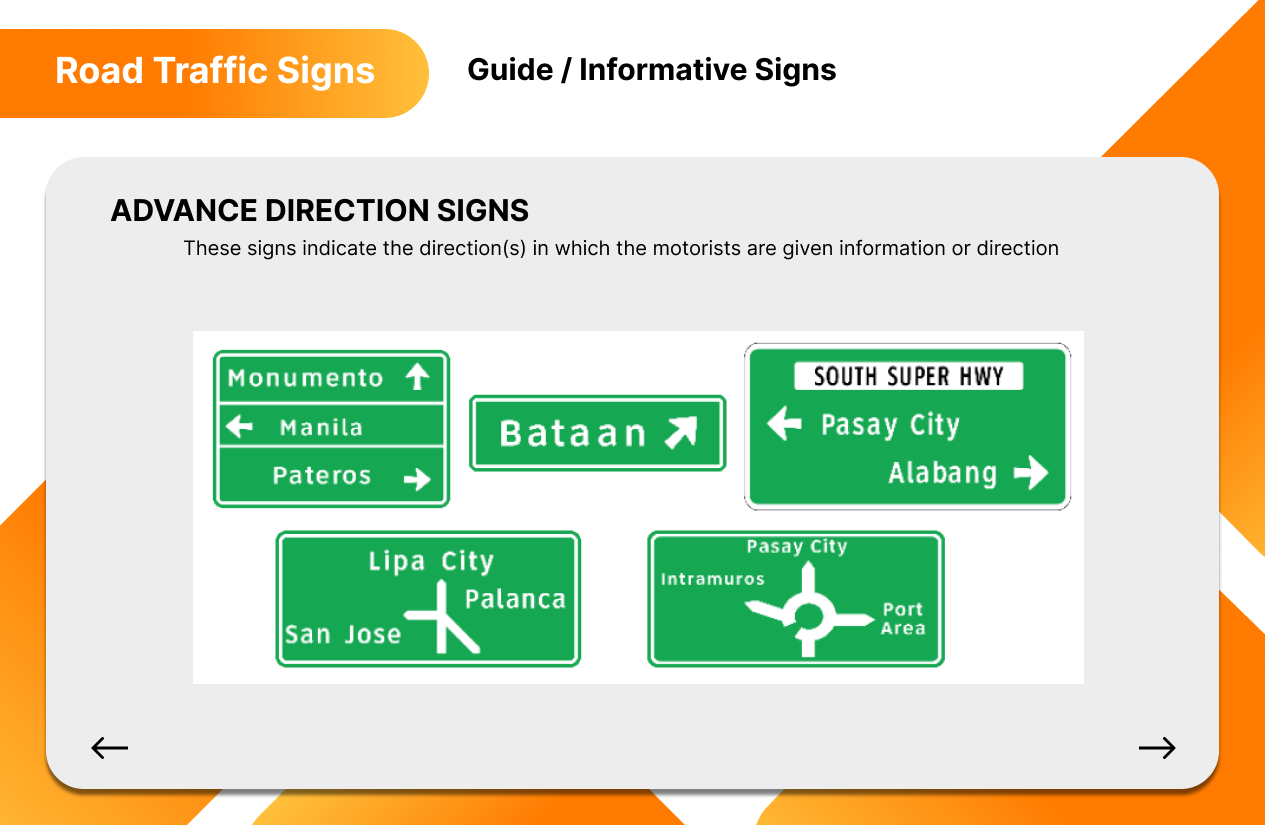 Road Traffic Signs
Guide / Informative Signs
ADVANCE DIRECTION SIGNS
These signs indicate the direction(s) in which the motorists are given information or direction
Monumento
Manila
Pateros
Bataan
SOUTH SUPER HWY
Pasay City
Alabang
Lipa City
Palanca
San Jose
Pasay City
Intramuros
Port
Area